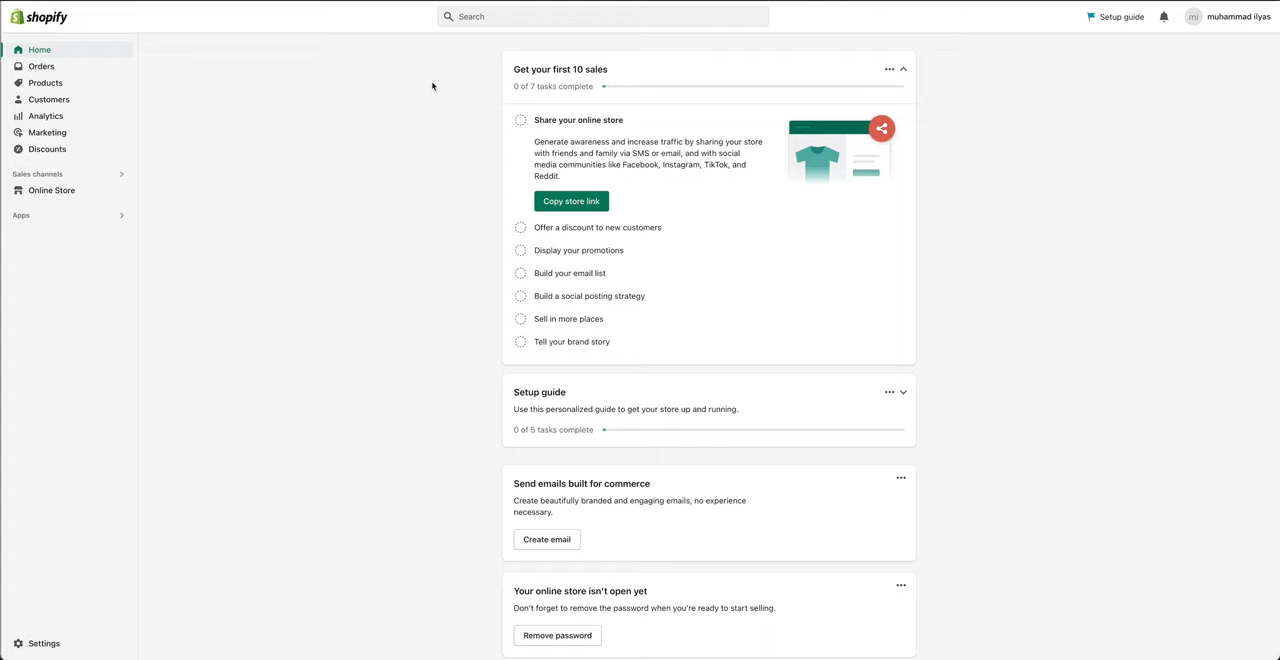 shopify
Search
Setup guide
mi
muhammad ilyas
Home
Orders
Products
Customers
Analytics
Marketing
Discounts
Sales channels
Online Store
Apps
Settings
Get your first 10 sales
0 of 7 tasks complete
Share your online store
Generate awareness and increase traffic by sharing your store
with friends and family via SMS or email, and with social
media communities like Facebook, Instagram, TikTok, and
Reddit.
Copy store link
Offer a discount to new customers
Display your promotions
Build your email list
Build a social posting strategy
Sell in more places
Tell your brand story
Setup guide
Use this personalized guide to get your store up and running.
0 of 5 tasks complete
Send emails built for commerce
Create beautifully branded and engaging emails, no experience
necessary.
Create email
Your online store isn't open yet
Don't forget to remove the password when you're ready to start selling.
Remove password